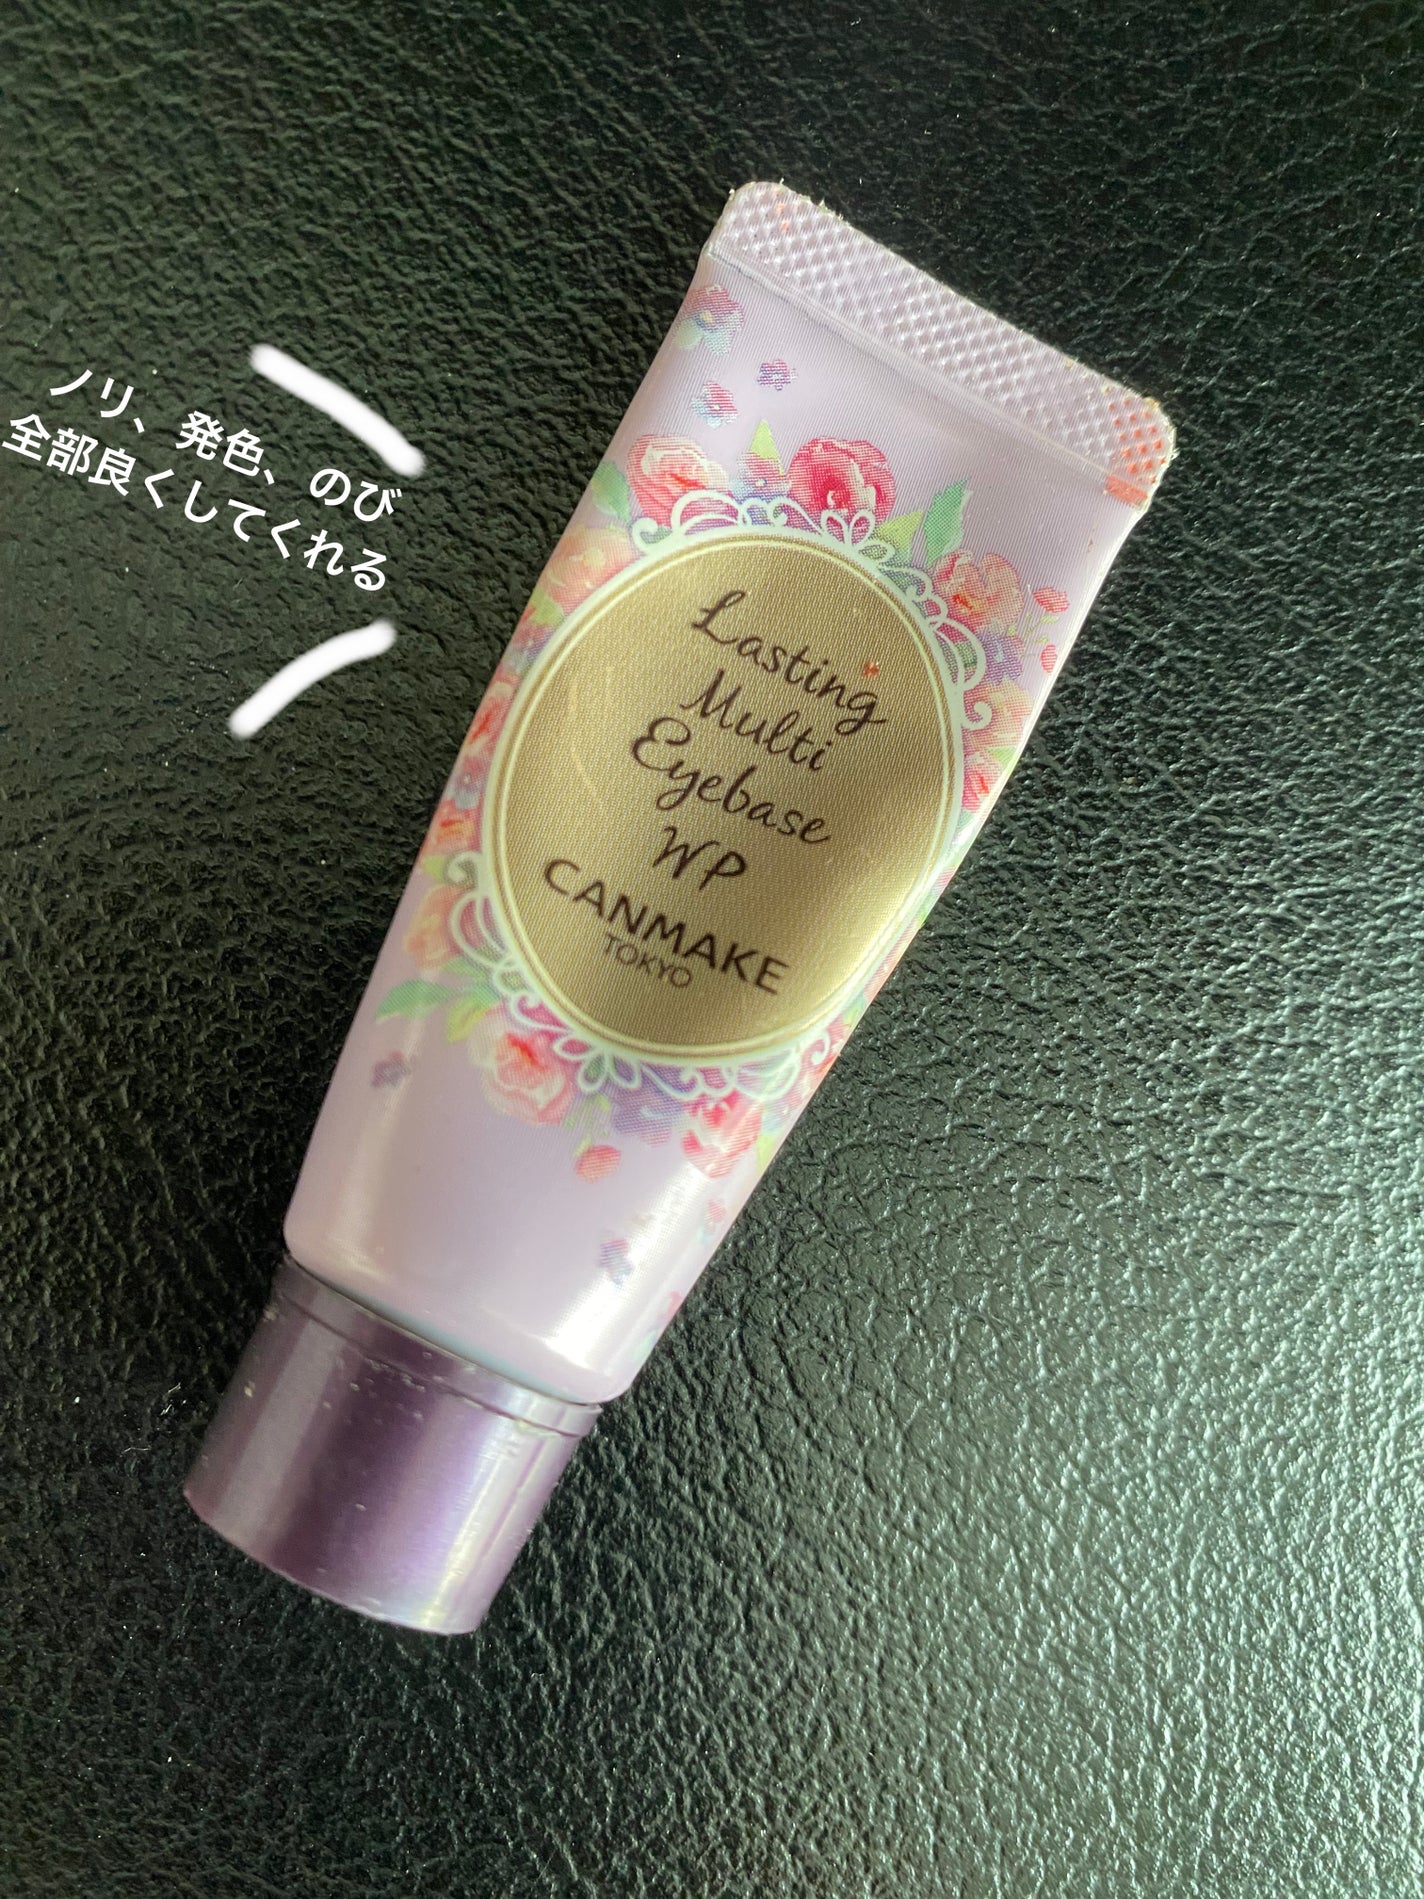 ノリ、発色、のび
全部良くしてくれる
Lasting
Multi
Eyebase
WP
CANMAKE
TOKYO